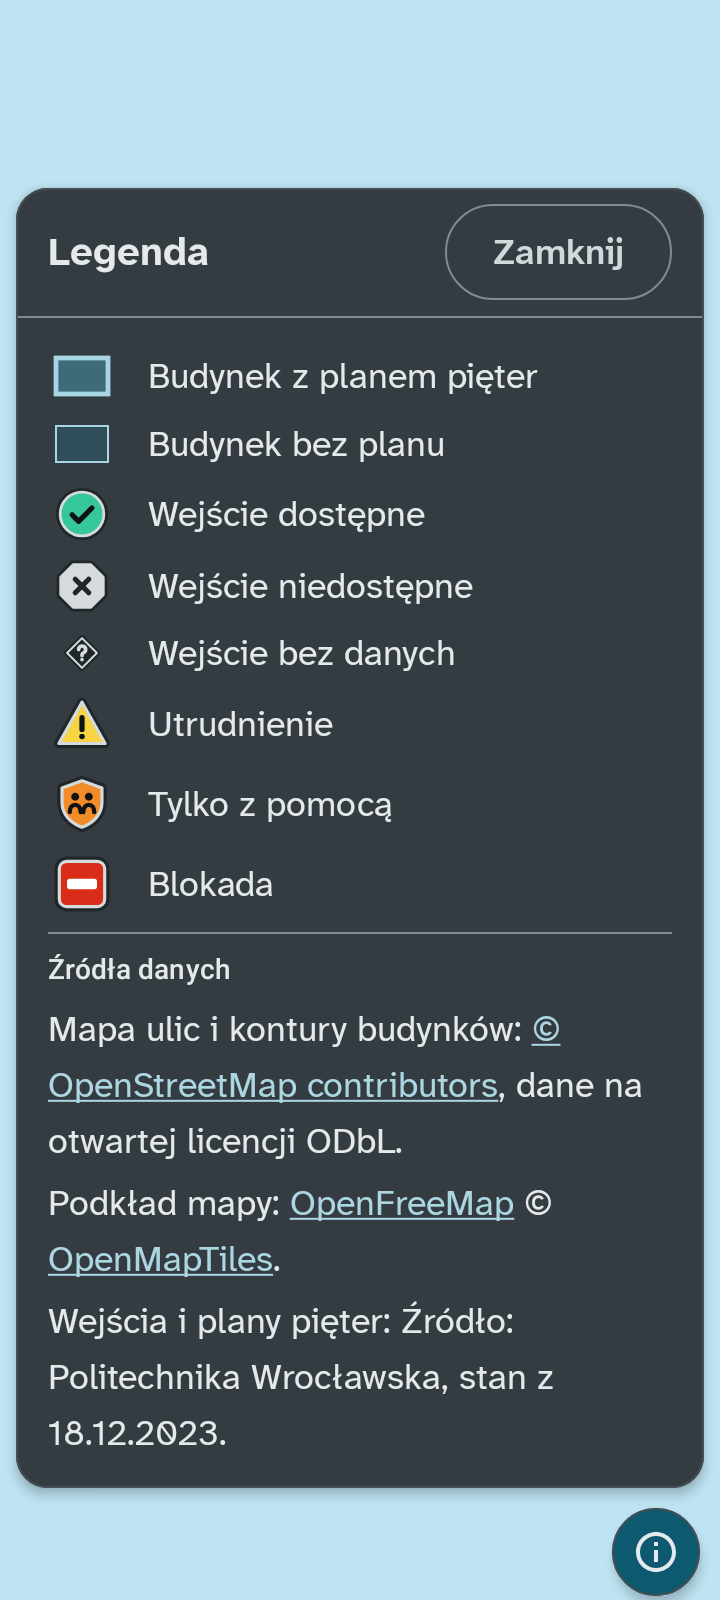 Legenda
Zamknij
Budynek z planem pięter
Budynek bez planu
Wejście dostępne
Wejście niedostępne
Wejście bez danych
Utrudnienie
Tylko z pomocą
Blokada
Źródła danych
Mapa ulic i kontury budynków: ©
OpenStreetMap contributors, dane na
otwartej licencji ODbL.
Podkład mapy: OpenFreeMap ©
OpenMapTiles.
Wejścia i plany pięter: Źródło:
Politechnika Wrocławska, stan z
18.12.2023.